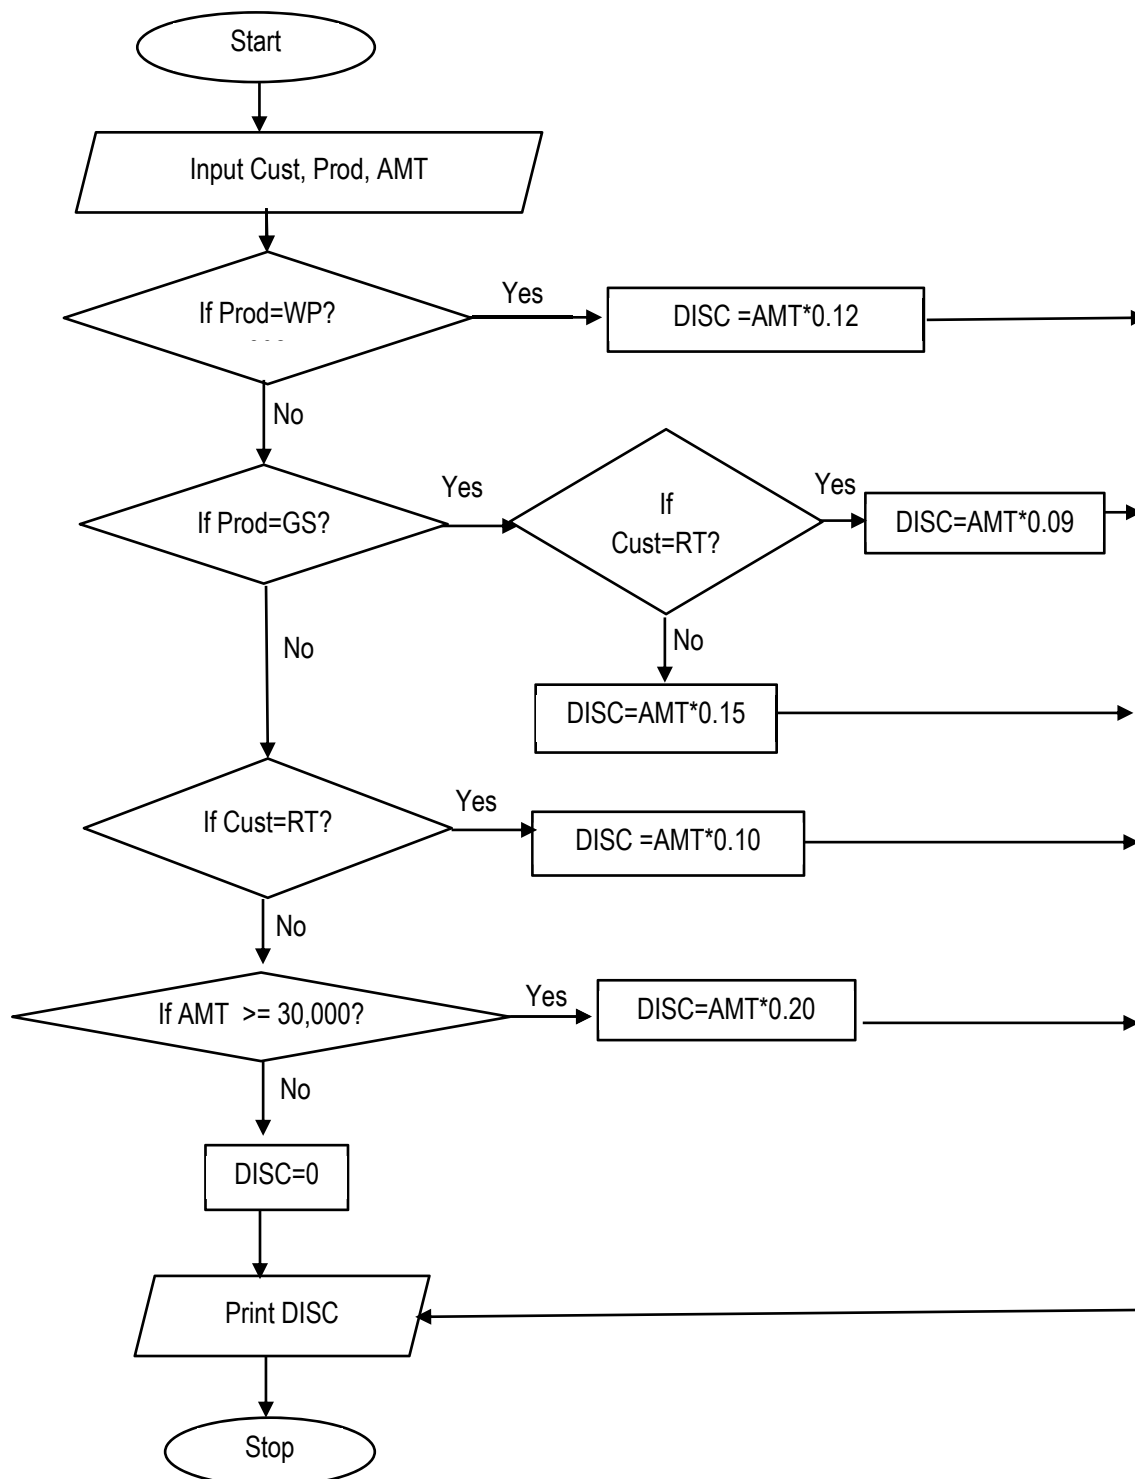 Start
Input Cust, Prod, AMT
If Prod=WP?
Yes
DISC =AMT*0.12
No
If Prod=GS?
Yes
If
Cust=RT?
Yes
DISC=AMT*0.09
No
No
DISC=AMT*0.15
If Cust=RT?
Yes
DISC =AMT*0.10
No
If AMT >= 30,000?
Yes
DISC=AMT*0.20
No
DISC=0
Print DISC
Stop